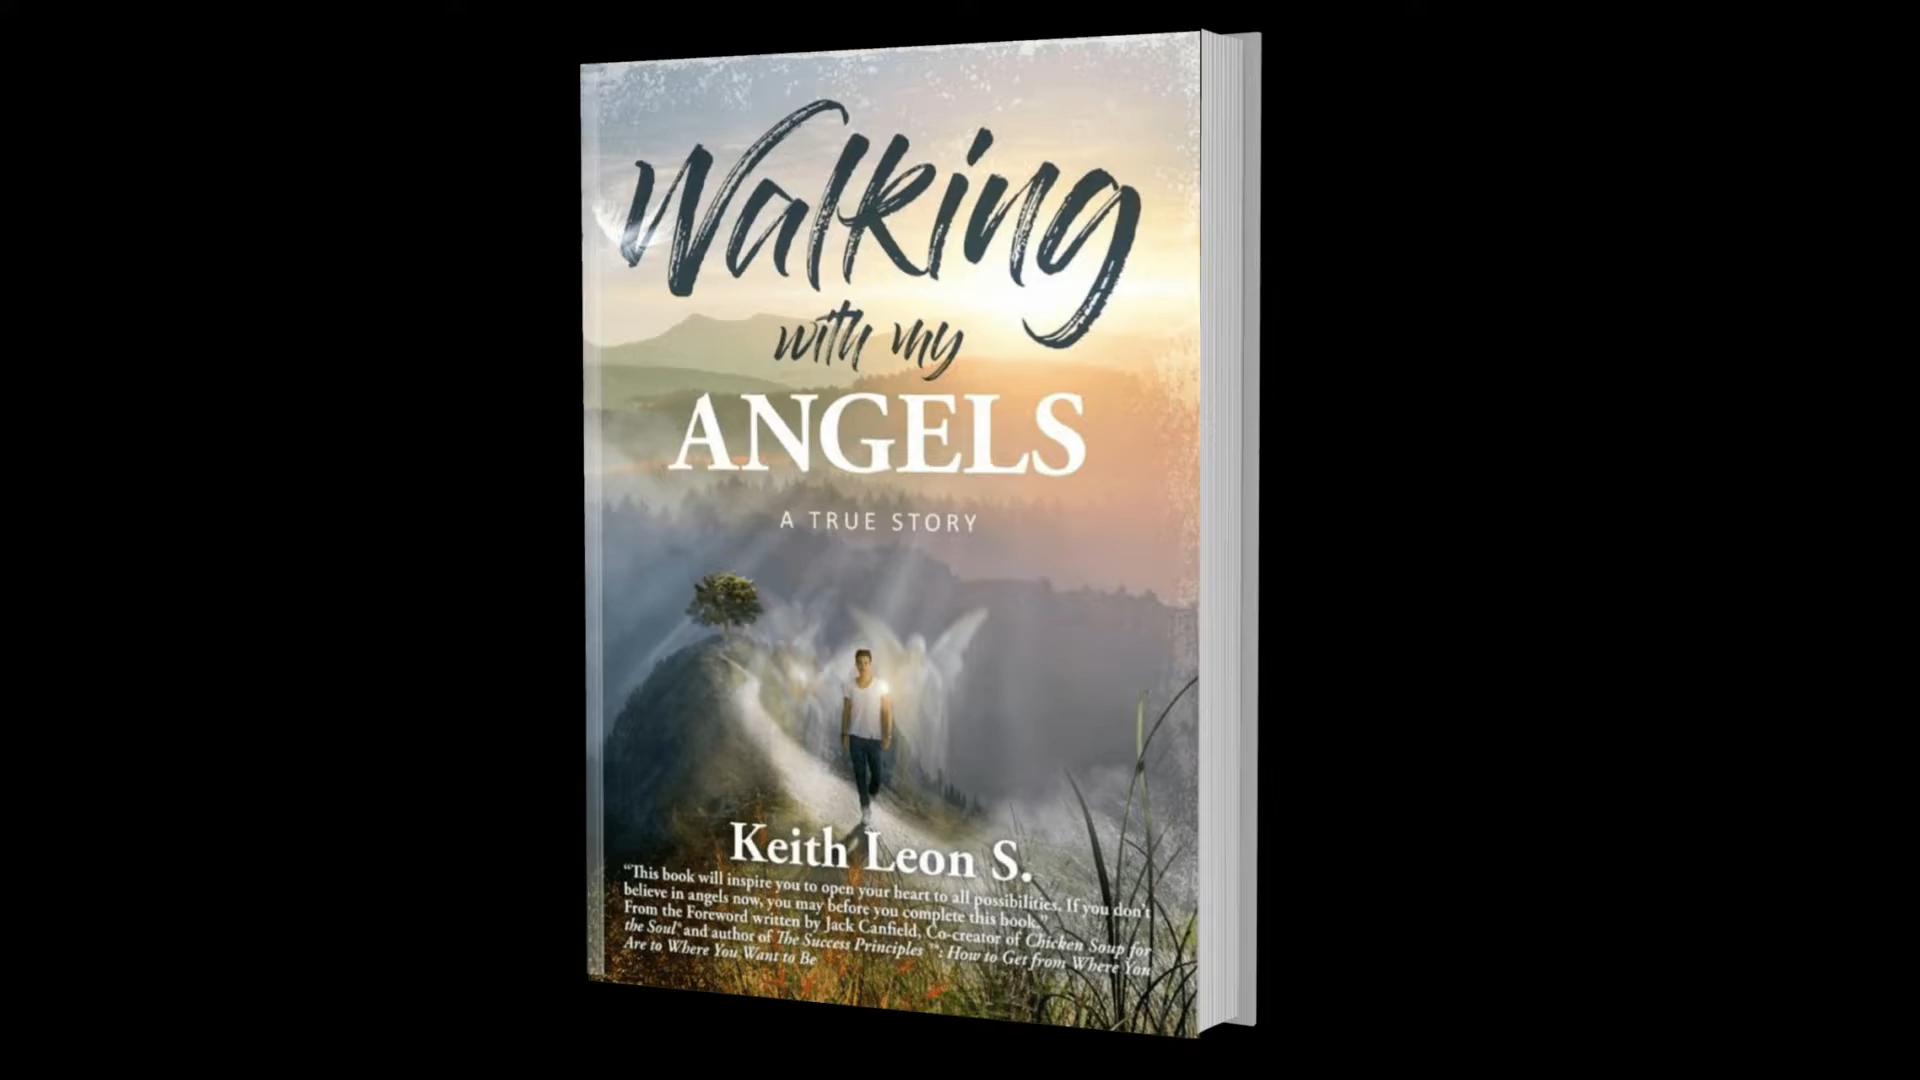 Walking
with my
ANGELS
A TRUE STORY
Keith Leon S.
“This book will inspire you to open your heart to all possibilities. If you don’t
believe in angels now, you may before you complete this book.”
From the Foreword written by Jack Canfield, Co-creator of Chicken Soup for
the Soul® and author of The Success Principles™: How to Get from Where You
Are to Where You Want to Be